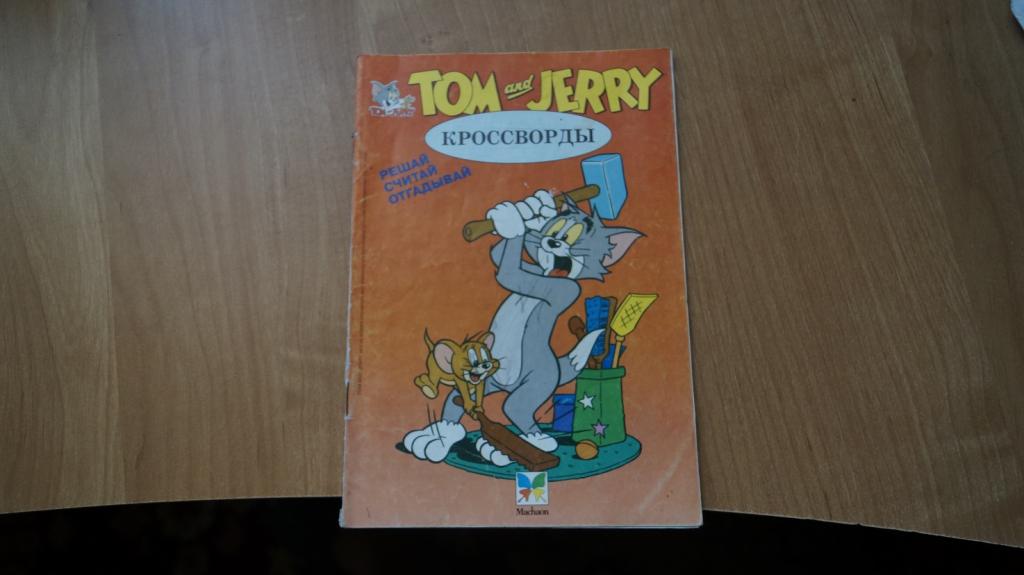 TOM and JERRY
КРОССВОРДЫ
РЕШАЙ
СЧИТАЙ
ОТГАДЫВАЙ
Machaon